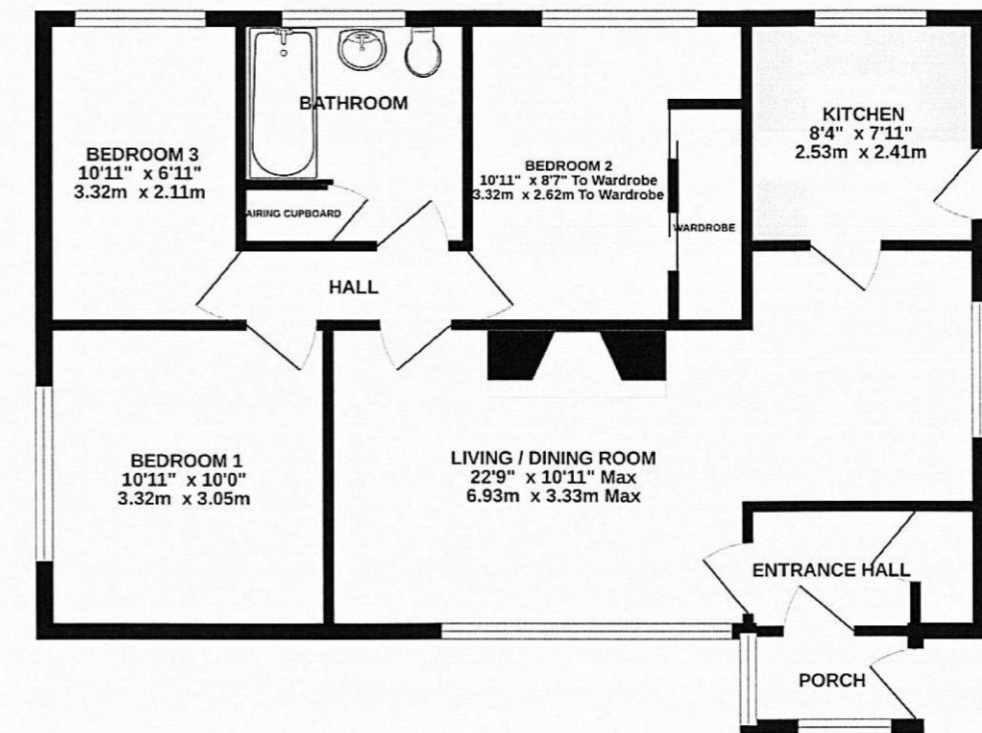 BEDROOM 3
10'11" x 6'11"
3.32m x 2.11m
BATHROOM
AIRING CUPBOARD
BEDROOM 2
10'11" x 8'7" To Wardrobe
3.32m x 2.62m To Wardrobe
WARDROBE
KITCHEN
8'4" x 7'11"
2.53m x 2.41m
HALL
BEDROOM 1
10'11" x 10'0"
3.32m x 3.05m
LIVING / DINING ROOM
22'9" x 10'11" Max
6.93m x 3.33m Max
ENTRANCE HALL
PORCH